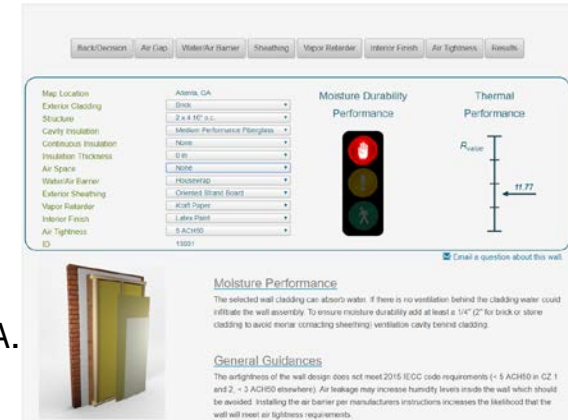 Back/Decision Air Gap Water/Air Barrier Sheathing Vapor Retarder Interior Finish Air Tightness Results
Map Location Atlanta, GA
Exterior Cladding Brick
Structure 2 x 4 16" o.c.
Cavity Insulation Medium Performance Fiberglass
Continuous Insulation None
Insulation Thickness 0 in
Air Space None
Water/Air Barrier Housewrap
Exterior Sheathing Oriented Strand Board
Vapor Retarder Kraft Paper
Interior Finish Latex Paint
Air Tightness 5 ACH50
ID
Moisture Durability
Performance
Thermal
Performance
Rvalue
11.77
Email a question about this wall.
A.
Moisture Performance
The selected wall cladding can absorb water. If there is no ventilation behind the cladding water could
infiltrate the wall assembly. To ensure moisture durability add at least a 1/4" (2" for brick or stone
cladding to avoid mortar contacting sheathing) ventilation cavity behind cladding.
General Guidances
The airtightness of the wall design does not meet 2015 IECC code requirements (< 5 ACH50 in CZ 1
and 2, < 3 ACH50 elsewhere). Air leakage may increase humidity levels inside the wall which should
be avoided. Installing the air barrier per manufacturers instructions increases the likelihood that the
wall will meet air tightness requirements.